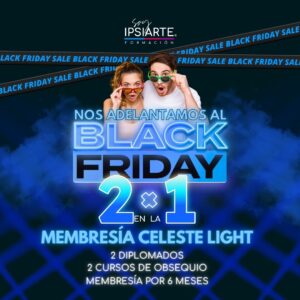 Soy
IPSIARTE
FORMACIÓN
FRIDAY SALE BLACK FRIDAY SALE BLACK FRIDAY SALE BLACK FRIDAY
BLACK FRIDAY SALE BLACK FRIDAY SALE
NOS ADELANTAMOS AL
BLACK
FRIDAY
2x1
EN LA
MEMBRESÍA CELESTE LIGHT
2 DIPLOMADOS
2 CURSOS DE OBSEQUIO
MEMBRESÍA POR 6 MESES